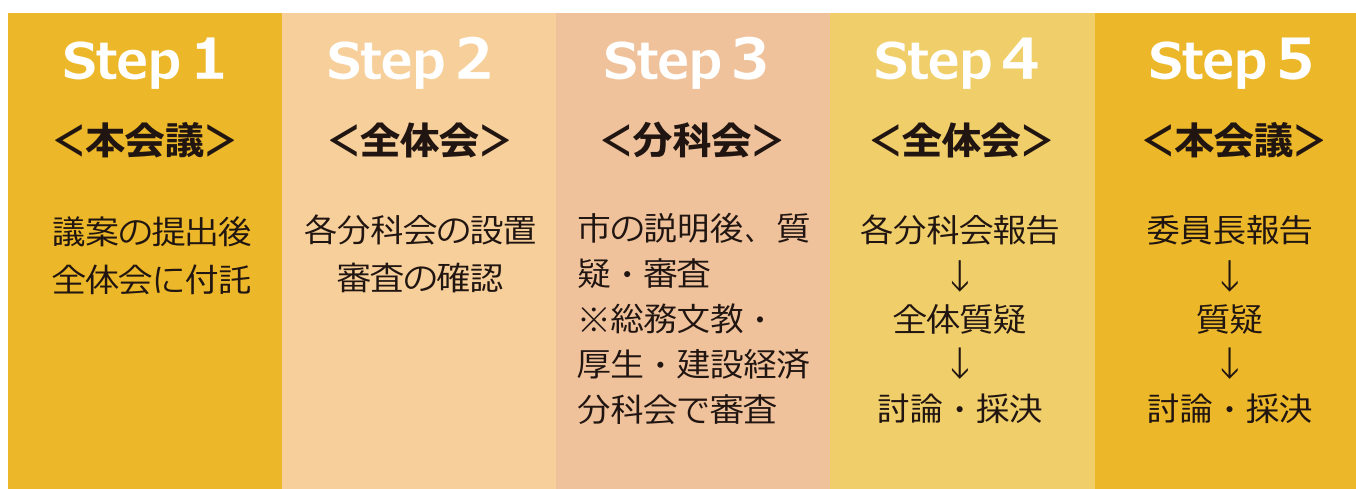 Step 1
＜本会議＞
議案の提出後
全体会に付託
Step 2
＜全体会＞
各分科会の設置
審査の確認
Step 3
＜分科会＞
市の説明後、質
疑・審査
※総務文教・
厚生・建設経済
分科会で審査
Step 4
＜全体会＞
各分科会報告
↓
全体質疑
↓
討論・採決
Step 5
＜本会議＞
委員長報告
↓
質疑
↓
討論・採決